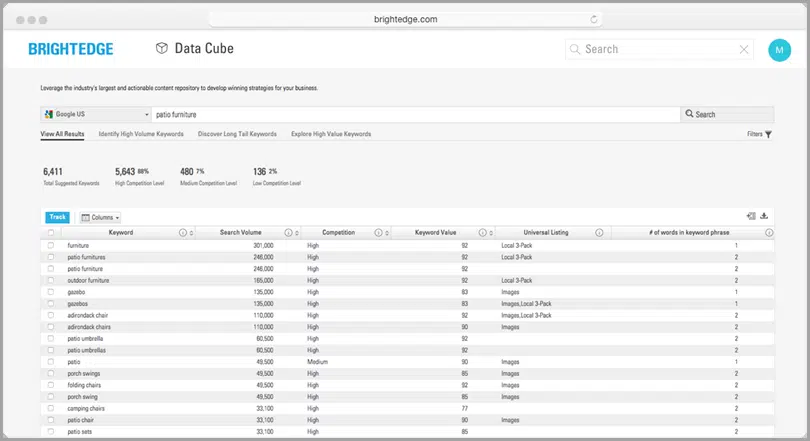 brightedge.com
BRIGHTEDGE Data Cube Search M
Leverage the industry's largest and actionable content repository to develop winning strategies for your business.
Google US patio furniture Search
View All Results Identify High Volume Keywords Discover Long Tail Keywords Explore High Value Keywords Filters
6,411 5,643 88% 480 7% 136 2%
Total Suggested Keywords High Competition Level Medium Competition Level Low Competition Level
Track Columns
Keyword Search Volume Competition Keyword Value Universal Listing # of words in keyword phrase
furniture 301,000 High 92 Local 3-Pack 1
patio furnitures 246,000 High 92 Local 3-Pack 2
patio furniture 246,000 High 92 2
outdoor furniture 165,000 High 92 Local 3-Pack 2
gazebo 135,000 High 83 Images 1
gazebos 135,000 High 83 Images,Local 3-Pack 1
adirondack chair 110,000 High 92 Images,Local 3-Pack 2
adirondack chairs 110,000 High 90 Images 2
patio umbrella 60,500 High 92 2
patio umbrellas 60,500 High 92 2
patio 49,500 Medium 90 Images 1
porch swings 49,500 High 85 Images 2
folding chairs 49,500 High 92 Images 2
porch swing 49,500 High 85 Images 2
camping chairs 33,100 High 77 2
patio chair 33,100 High 90 Images 2
patio sets 33,100 High 85 2